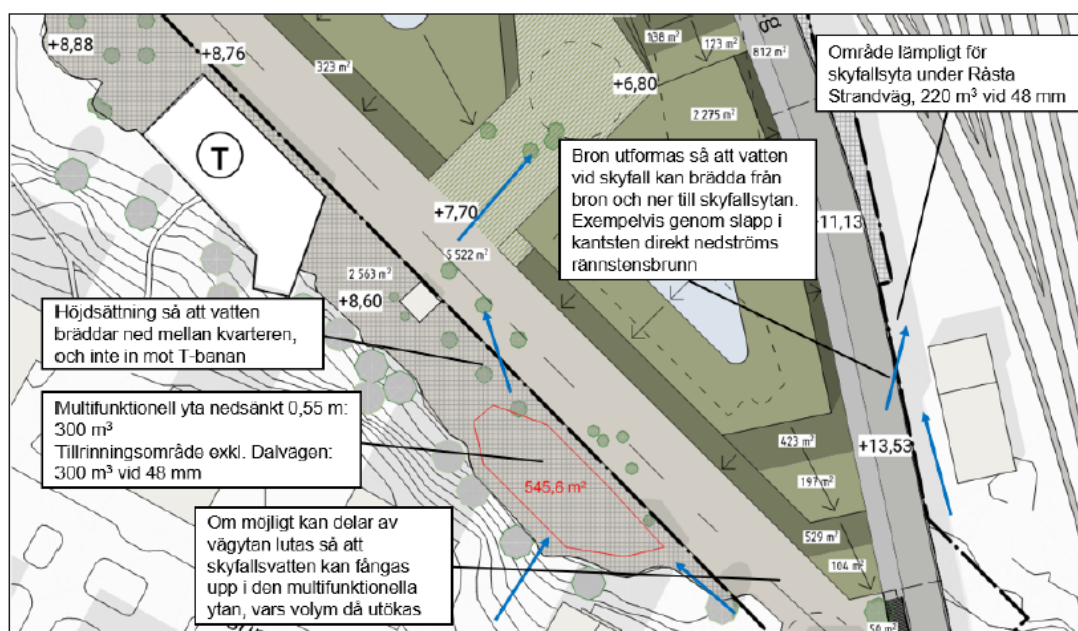 +8,88
+8,76
323 m²
138 m²
123 m²
812 m²
g
+6,80
2 275 m²
Område lämpligt för
skyfallsyta under Råsta
Strandväg, 220 m³ vid 48 mm
T
Bron utformas så att vatten
vid skyfall kan brädda från
bron och ner till skyfallsytan.
Exempelvis genom släpp i
kantsten direkt nedströms
rännstensbrunn
+7,70
+11,13
5 522 m²
2 563 m²
+8,60
Höjdsättning så att vatten
bräddar ned mellan kvarteren,
och inte in mot T-banan
Multifunktionell yta nedsänkt 0,55 m:
300 m³
Tillrinningsområde exkl. Dalvägen:
300 m³ vid 48 mm
423 m²
+13,53
197 m²
545,6 m²
Om möjligt kan delar av
vägytan lutas så att
skyfallsvatten kan fångas
upp i den multifunktionella
ytan, vars volym då utökas
529 m²
104 m²
50 m²